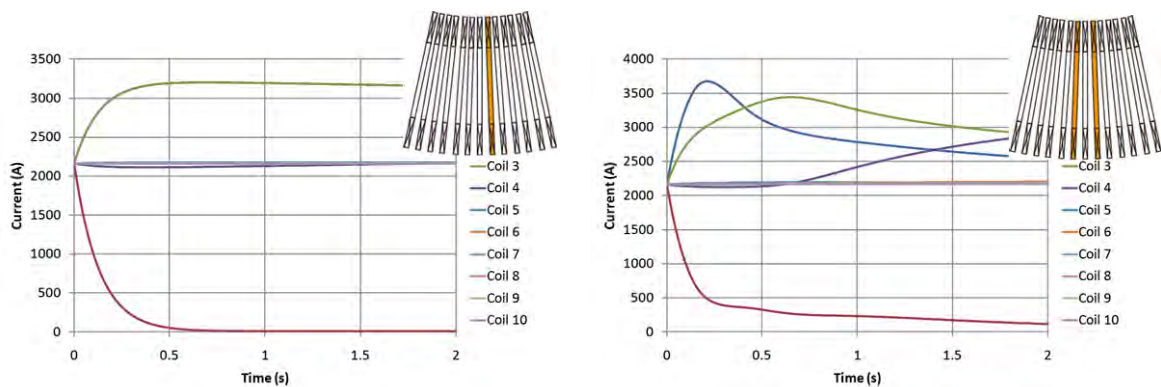 3500
3000
2500
2000
1500
1000
500
0
Current (A)
0 0.5 1 1.5 2
Time (s)
Coil 3
Coil 4
Coil 5
Coil 6
Coil 7
Coil 8
Coil 9
Coil 10
4000
3500
3000
2500
2000
1500
1000
500
0
Current (A)
0 0.5 1 1.5 2
Time (s)
Coil 3
Coil 4
Coil 5
Coil 6
Coil 7
Coil 8
Coil 9
Coil 10